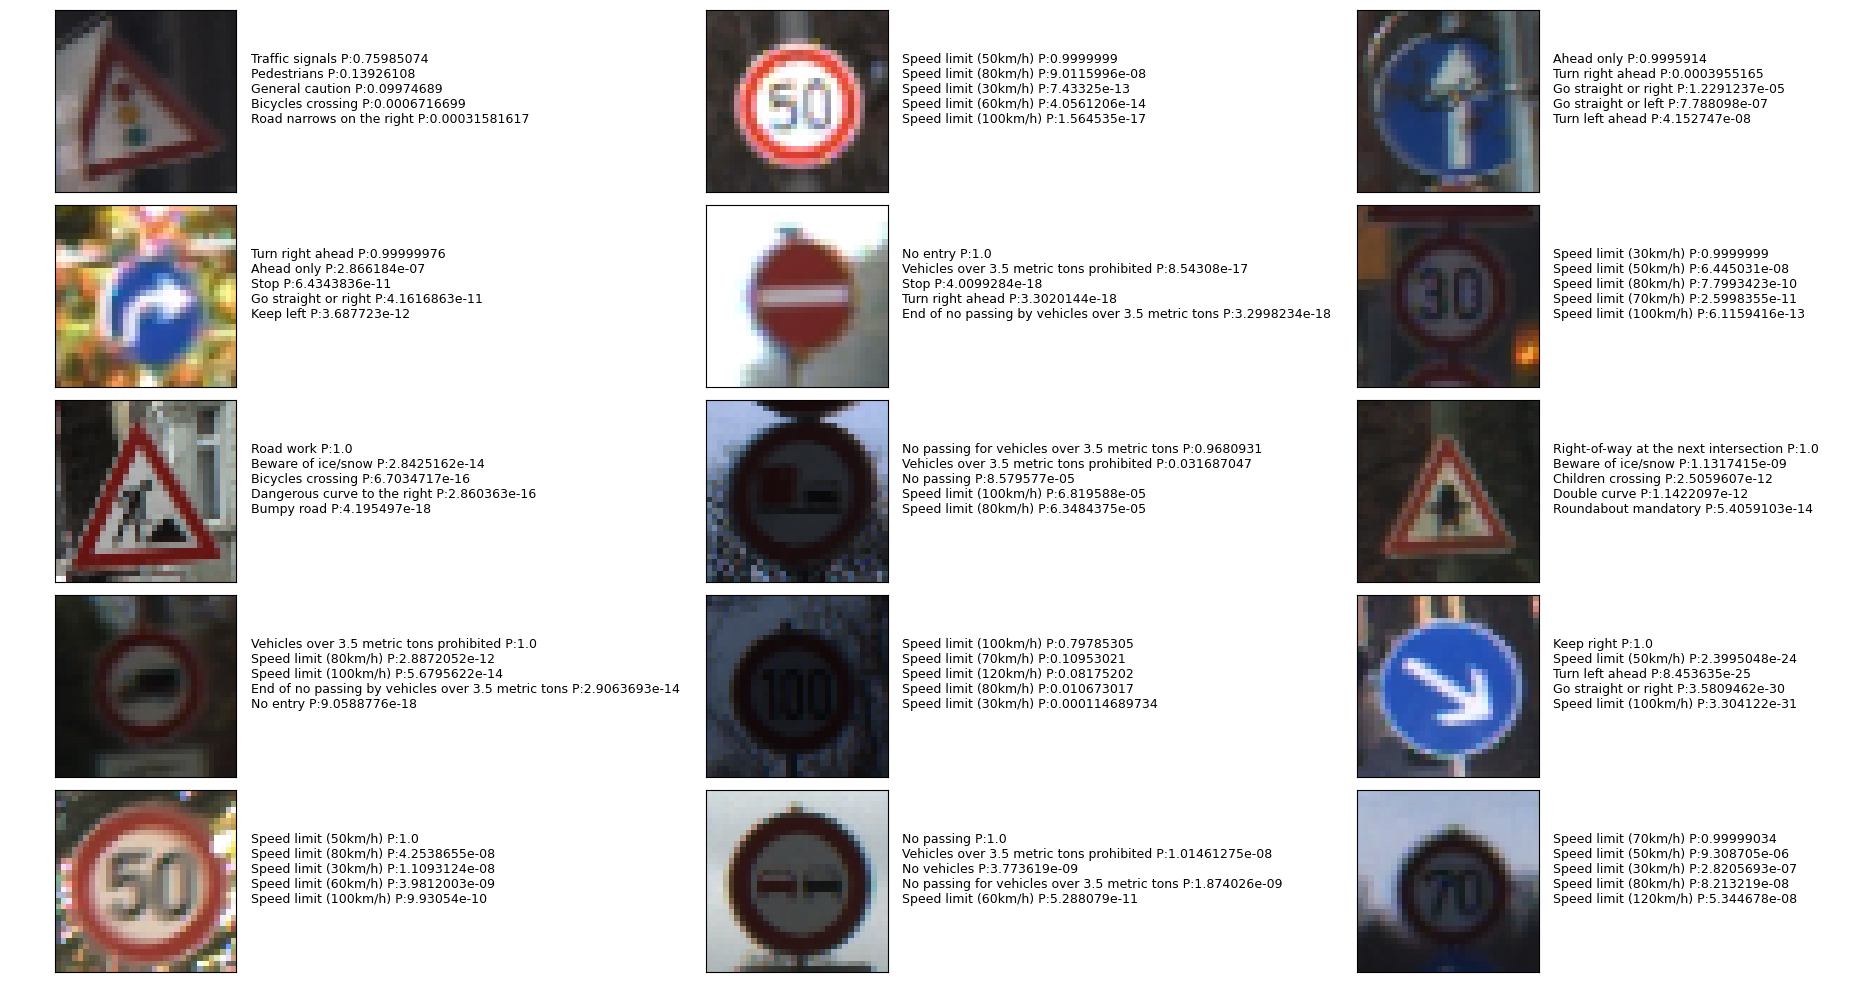 Traffic signals P:0.75985074
Pedestrians P:0.13926108
General caution P:0.09974689
Bicycles crossing P:0.0006716699
Road narrows on the right P:0.00031581617
50
Speed limit (50km/h) P:0.9999999
Speed limit (80km/h) P:9.0115996e-08
Speed limit (30km/h) P:7.43325e-13
Speed limit (60km/h) P:4.0561206e-14
Speed limit (100km/h) P:1.564535e-17
Ahead only P:0.9995914
Turn right ahead P:0.0003955165
Go straight or right P:1.2291237e-05
Go straight or left P:7.788098e-07
Turn left ahead P:4.152747e-08
Turn right ahead P:0.99999976
Ahead only P:2.866184e-07
Stop P:6.4343836e-11
Go straight or right P:4.1616863e-11
Keep left P:3.687723e-12
No entry P:1.0
Vehicles over 3.5 metric tons prohibited P:8.54308e-17
Stop P:4.0099284e-18
Turn right ahead P:3.3020144e-18
End of no passing by vehicles over 3.5 metric tons P:3.2998234e-18
30
Speed limit (30km/h) P:0.9999999
Speed limit (50km/h) P:6.445031e-08
Speed limit (80km/h) P:7.7993423e-10
Speed limit (70km/h) P:2.5998355e-11
Speed limit (100km/h) P:6.1159416e-13
Road work P:1.0
Beware of ice/snow P:2.8425162e-14
Bicycles crossing P:6.7034717e-16
Dangerous curve to the right P:2.860363e-16
Bumpy road P:4.195497e-18
No passing for vehicles over 3.5 metric tons P:0.9680931
Vehicles over 3.5 metric tons prohibited P:0.031687047
No passing P:8.579577e-05
Speed limit (100km/h) P:6.819588e-05
Speed limit (80km/h) P:6.3484375e-05
Right-of-way at the next intersection P:1.0
Beware of ice/snow P:1.1317415e-09
Children crossing P:2.5059607e-12
Double curve P:1.1422097e-12
Roundabout mandatory P:5.4059103e-14
Vehicles over 3.5 metric tons prohibited P:1.0
Speed limit (80km/h) P:2.8872052e-12
Speed limit (100km/h) P:5.6795622e-14
End of no passing by vehicles over 3.5 metric tons P:2.9063693e-14
No entry P:9.0588776e-18
100
Speed limit (100km/h) P:0.79785305
Speed limit (70km/h) P:0.10953021
Speed limit (120km/h) P:0.08175202
Speed limit (80km/h) P:0.010673017
Speed limit (30km/h) P:0.000114689734
Keep right P:1.0
Speed limit (50km/h) P:2.3995048e-24
Turn left ahead P:8.453635e-25
Go straight or right P:3.5809462e-30
Speed limit (100km/h) P:3.304122e-31
50
Speed limit (50km/h) P:1.0
Speed limit (80km/h) P:4.2538655e-08
Speed limit (30km/h) P:1.1093124e-08
Speed limit (60km/h) P:3.9812003e-09
Speed limit (100km/h) P:9.93054e-10
No passing P:1.0
Vehicles over 3.5 metric tons prohibited P:1.01461275e-08
No vehicles P:3.773619e-09
No passing for vehicles over 3.5 metric tons P:1.874026e-09
Speed limit (60km/h) P:5.288079e-11
70
Speed limit (70km/h) P:0.99999034
Speed limit (50km/h) P:9.308705e-06
Speed limit (30km/h) P:2.8205693e-07
Speed limit (80km/h) P:8.213219e-08
Speed limit (120km/h) P:5.344678e-08